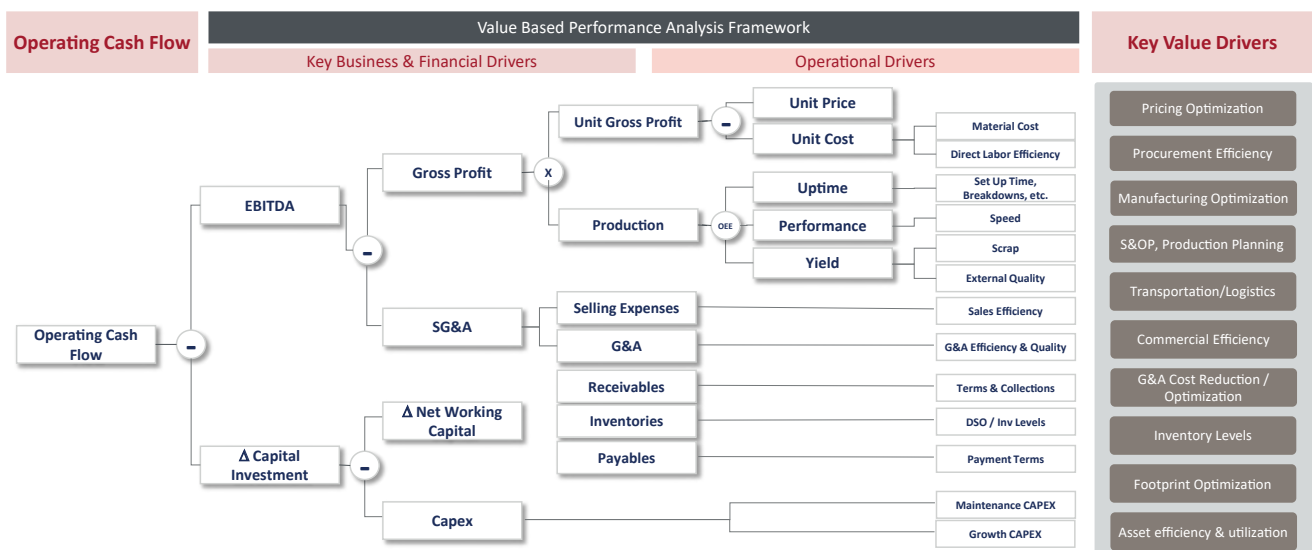 Operating Cash Flow
Value Based Performance Analysis Framework
Key Business & Financial Drivers
Operational Drivers
Key Value Drivers
Operating Cash
Flow
-
EBITDA
Δ Capital
Investment
-
Gross Profit
SG&A
-
Δ Net Working
Capital
Capex
X
Unit Gross Profit
Production
Selling Expenses
G&A
Receivables
Inventories
Payables
-
OEE
Unit Price
Unit Cost
Uptime
Performance
Yield
Material Cost
Direct Labor Efficiency
Set Up Time,
Breakdowns, etc.
Speed
Scrap
External Quality
Sales Efficiency
G&A Efficiency & Quality
Terms & Collections
DSO / Inv Levels
Payment Terms
Maintenance CAPEX
Growth CAPEX
Pricing Optimization
Procurement Efficiency
Manufacturing Optimization
S&OP, Production Planning
Transportation/Logistics
Commercial Efficiency
G&A Cost Reduction /
Optimization
Inventory Levels
Footprint Optimization
Asset efficiency & utilization